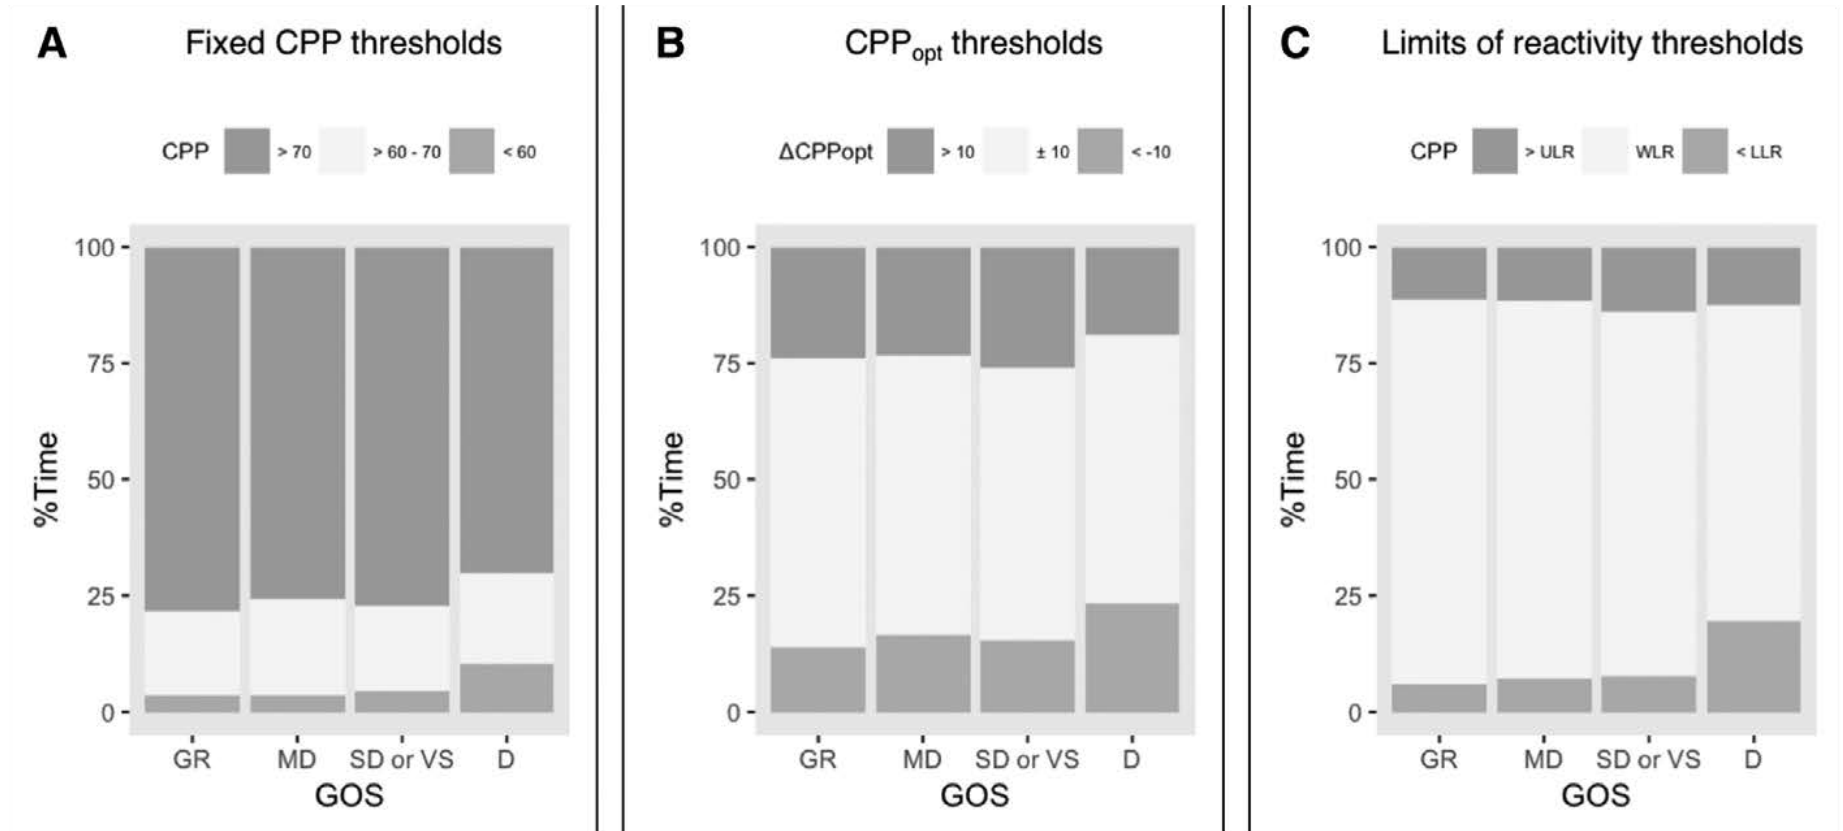 A Fixed CPP thresholds
CPP > 70 > 60 - 70 < 60
100
75
50
25
0
%Time
GR MD SD or VS D
GOS
B CPPopt thresholds
ΔCPPopt > 10 ± 10 < -10
100
75
50
25
0
%Time
GR MD SD or VS D
GOS
C Limits of reactivity thresholds
CPP > ULR WLR < LLR
100
75
50
25
0
%Time
GR MD SD or VS D
GOS